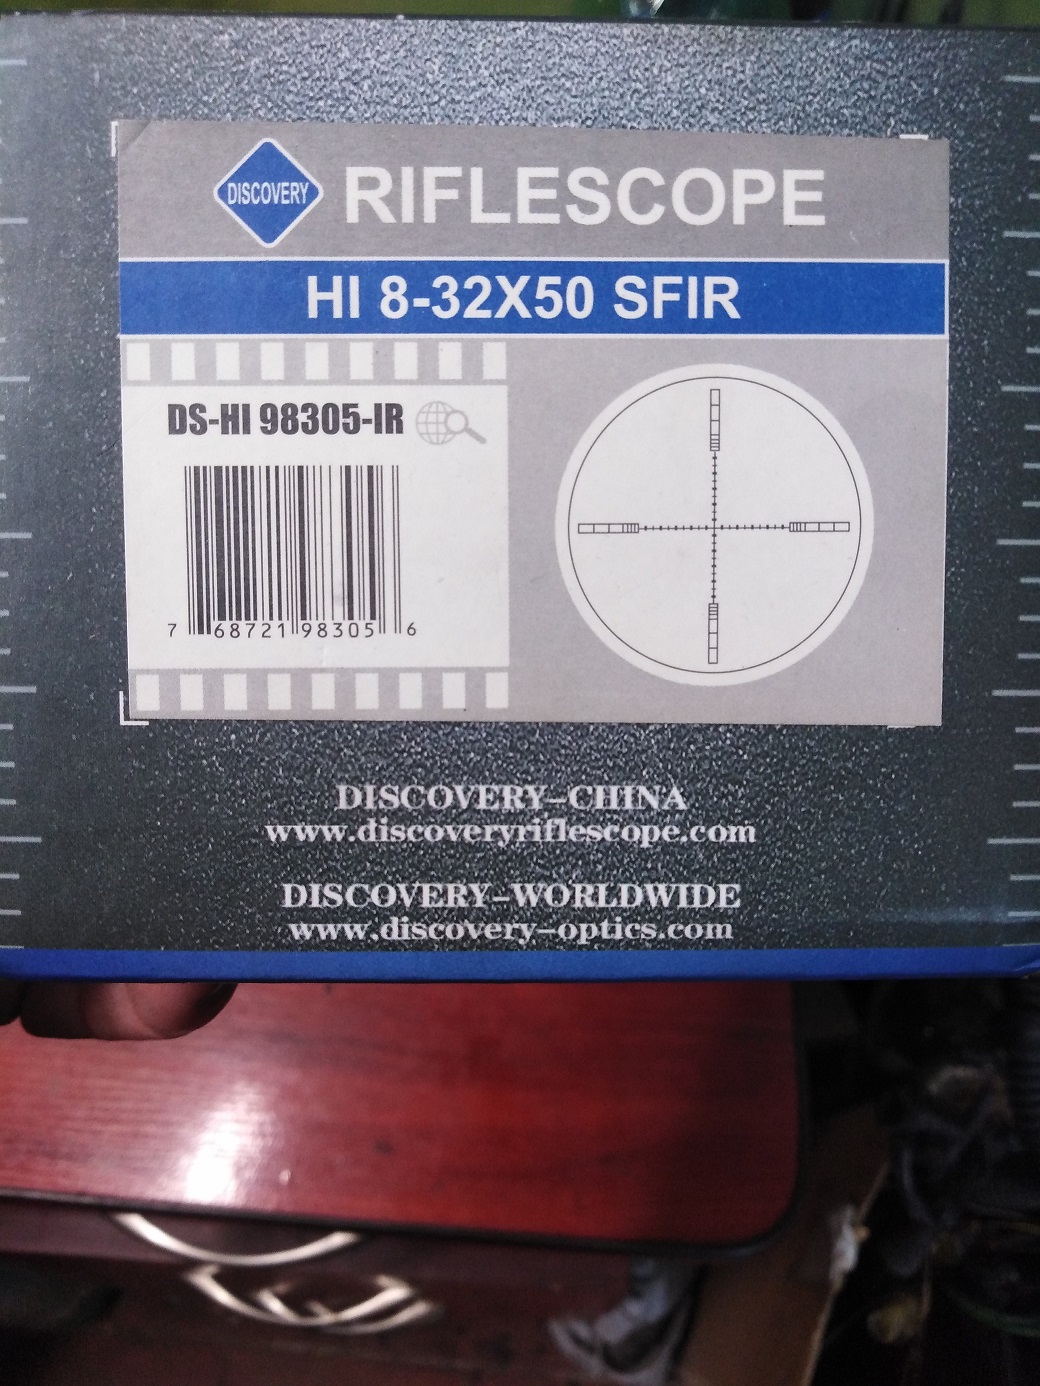 DISCOVERY RIFLESCOPE
HI 8-32X50 SFIR
DS-HI 98305-IR
7 68721 98305 6
DISCOVERY-CHINA
www.discoveryriflescope.com
DISCOVERY-WORLDWIDE
www.discovery-optics.com